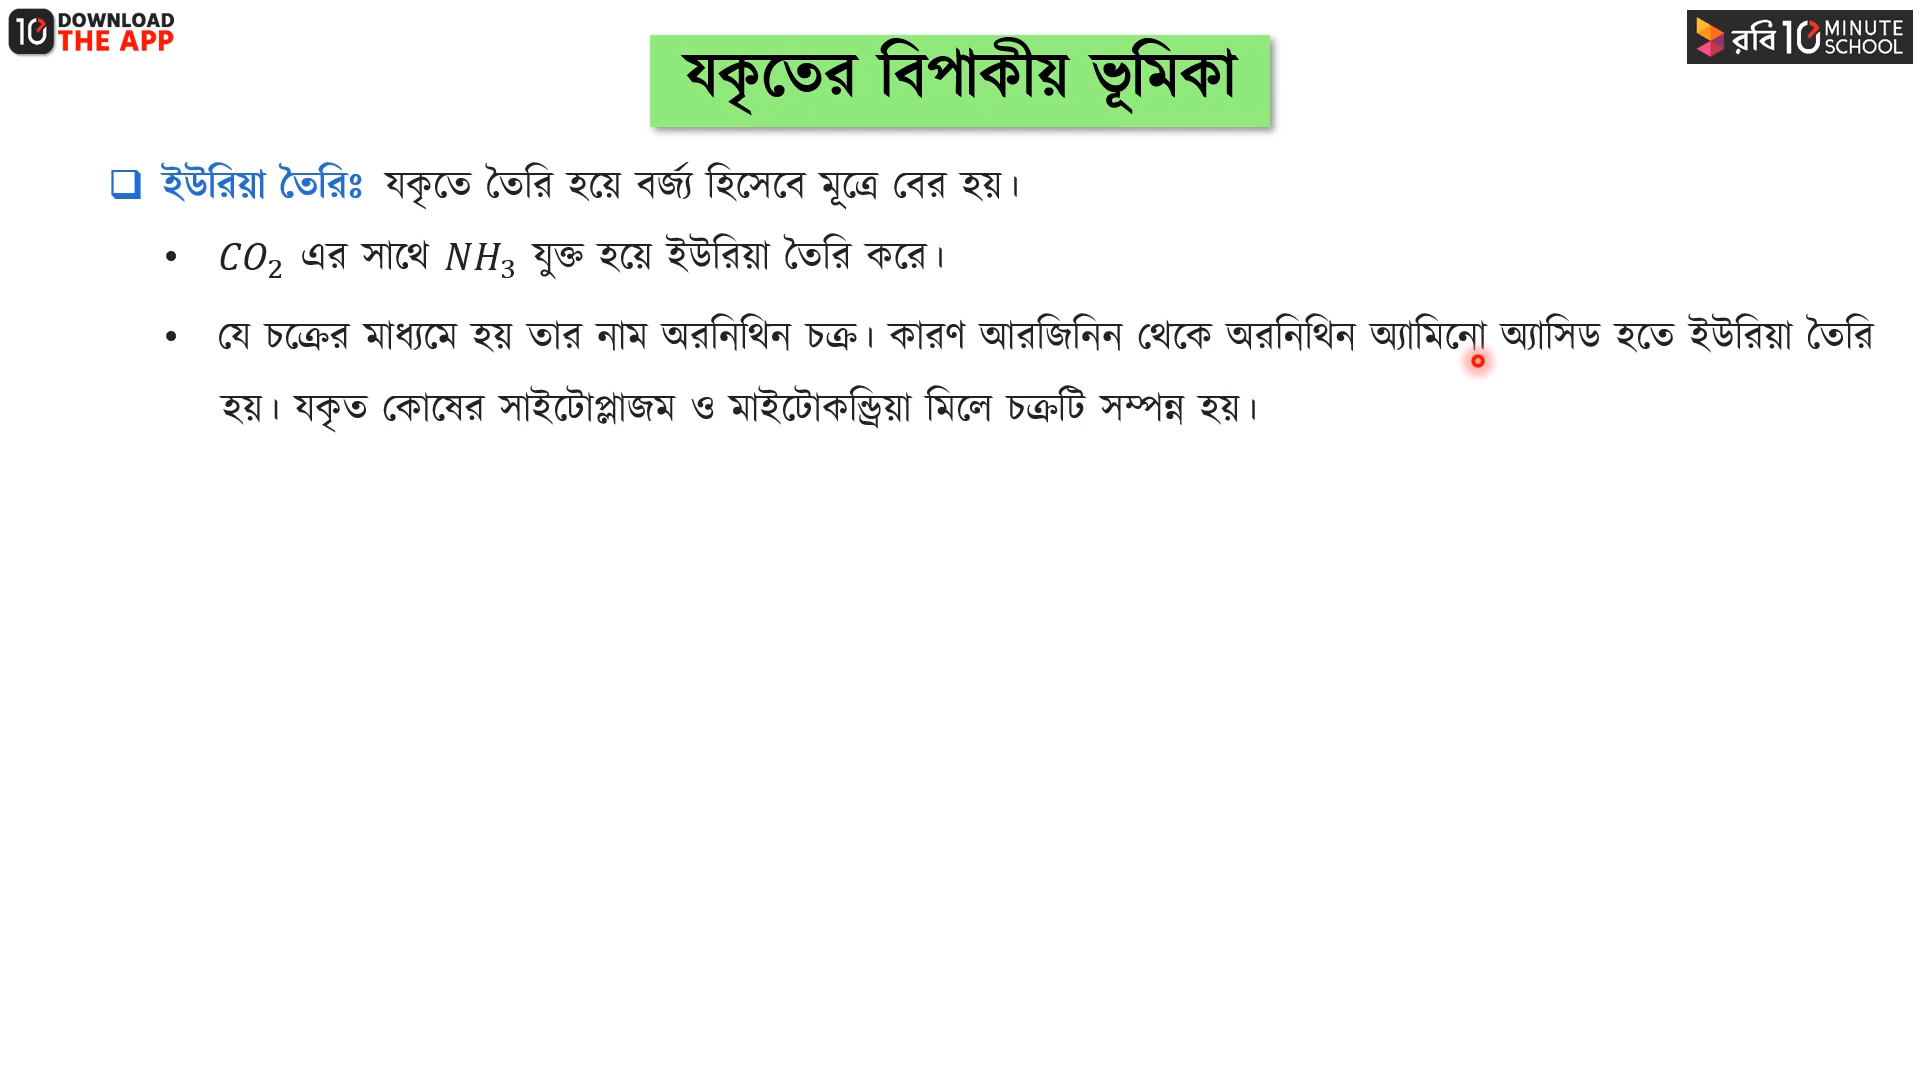 DOWNLOAD
THE APP
রবি 10 MINUTE SCHOOL
যকৃতের বিপাকীয় ভূমিকা
ইউরিয়া তৈরিঃ যকৃতে তৈরি হয়ে বর্জ্য হিসেবে মূত্রে বের হয়।
• CO₂ এর সাথে NH₃ যুক্ত হয়ে ইউরিয়া তৈরি করে।
• যে চক্রের মাধ্যমে হয় তার নাম অরনিথিন চক্র। কারণ আরজিনিন থেকে অরনিথিন অ্যামিনো অ্যাসিড হতে ইউরিয়া তৈরি
হয়। যকৃত কোষের সাইটোপ্লাজম ও মাইটোকন্ড্রিয়া মিলে চক্রটি সম্পন্ন হয়।